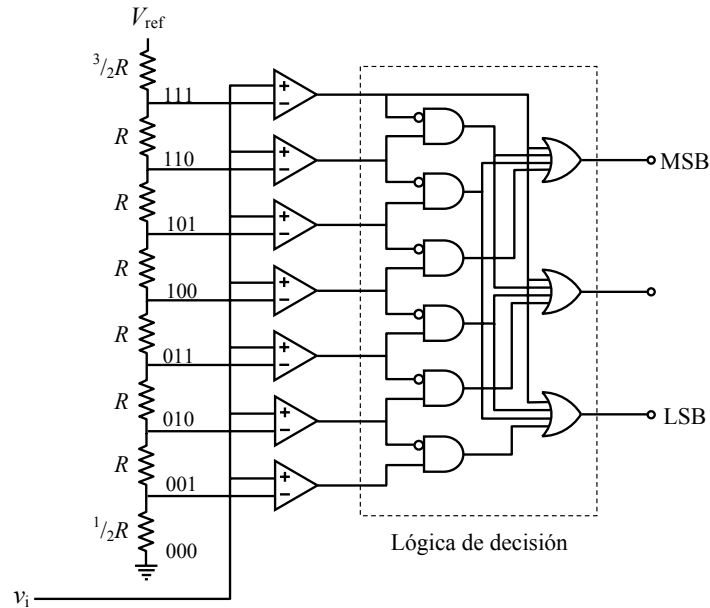 V_ref
3/2R
111
R
110
R
101
R
100
R
011
R
010
R
001
1/2R
000
v_i
+
−
+
−
+
−
+
−
+
−
+
−
+
−
MSB
LSB
Lógica de decisión